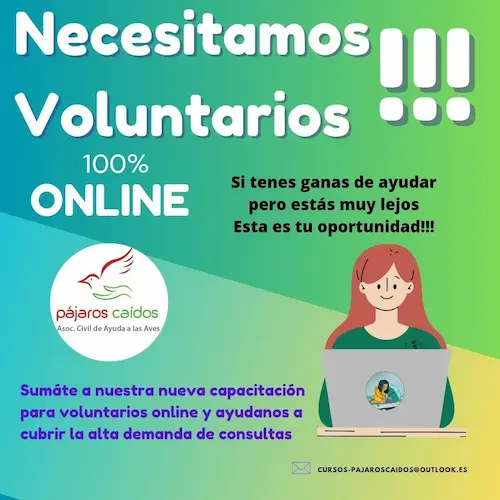 Necesitamos
Voluntarios !!!
100%
ONLINE
Si tenes ganas de ayudar
pero estás muy lejos
Esta es tu oportunidad!!!
pájaros caídos
Asoc. Civil de Ayuda a las Aves
Sumáte a nuestra nueva capacitación
para voluntarios online y ayudanos a
cubrir la alta demanda de consultas
CURSOS-PAJAROSCAIDOS@OUTLOOK.ES